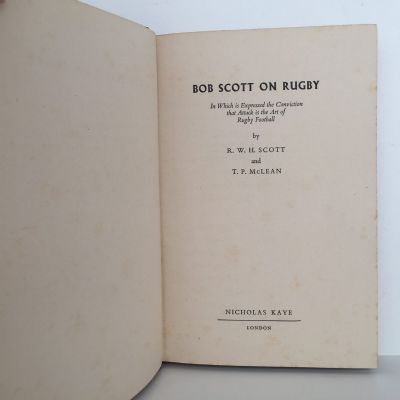 BOB SCOTT ON RUGBY
In Which is Expressed the Conviction
that Attack is the Art of
Rugby Football
by
R. W. H. SCOTT
and
T. P. McLEAN
NICHOLAS KAYE
LONDON